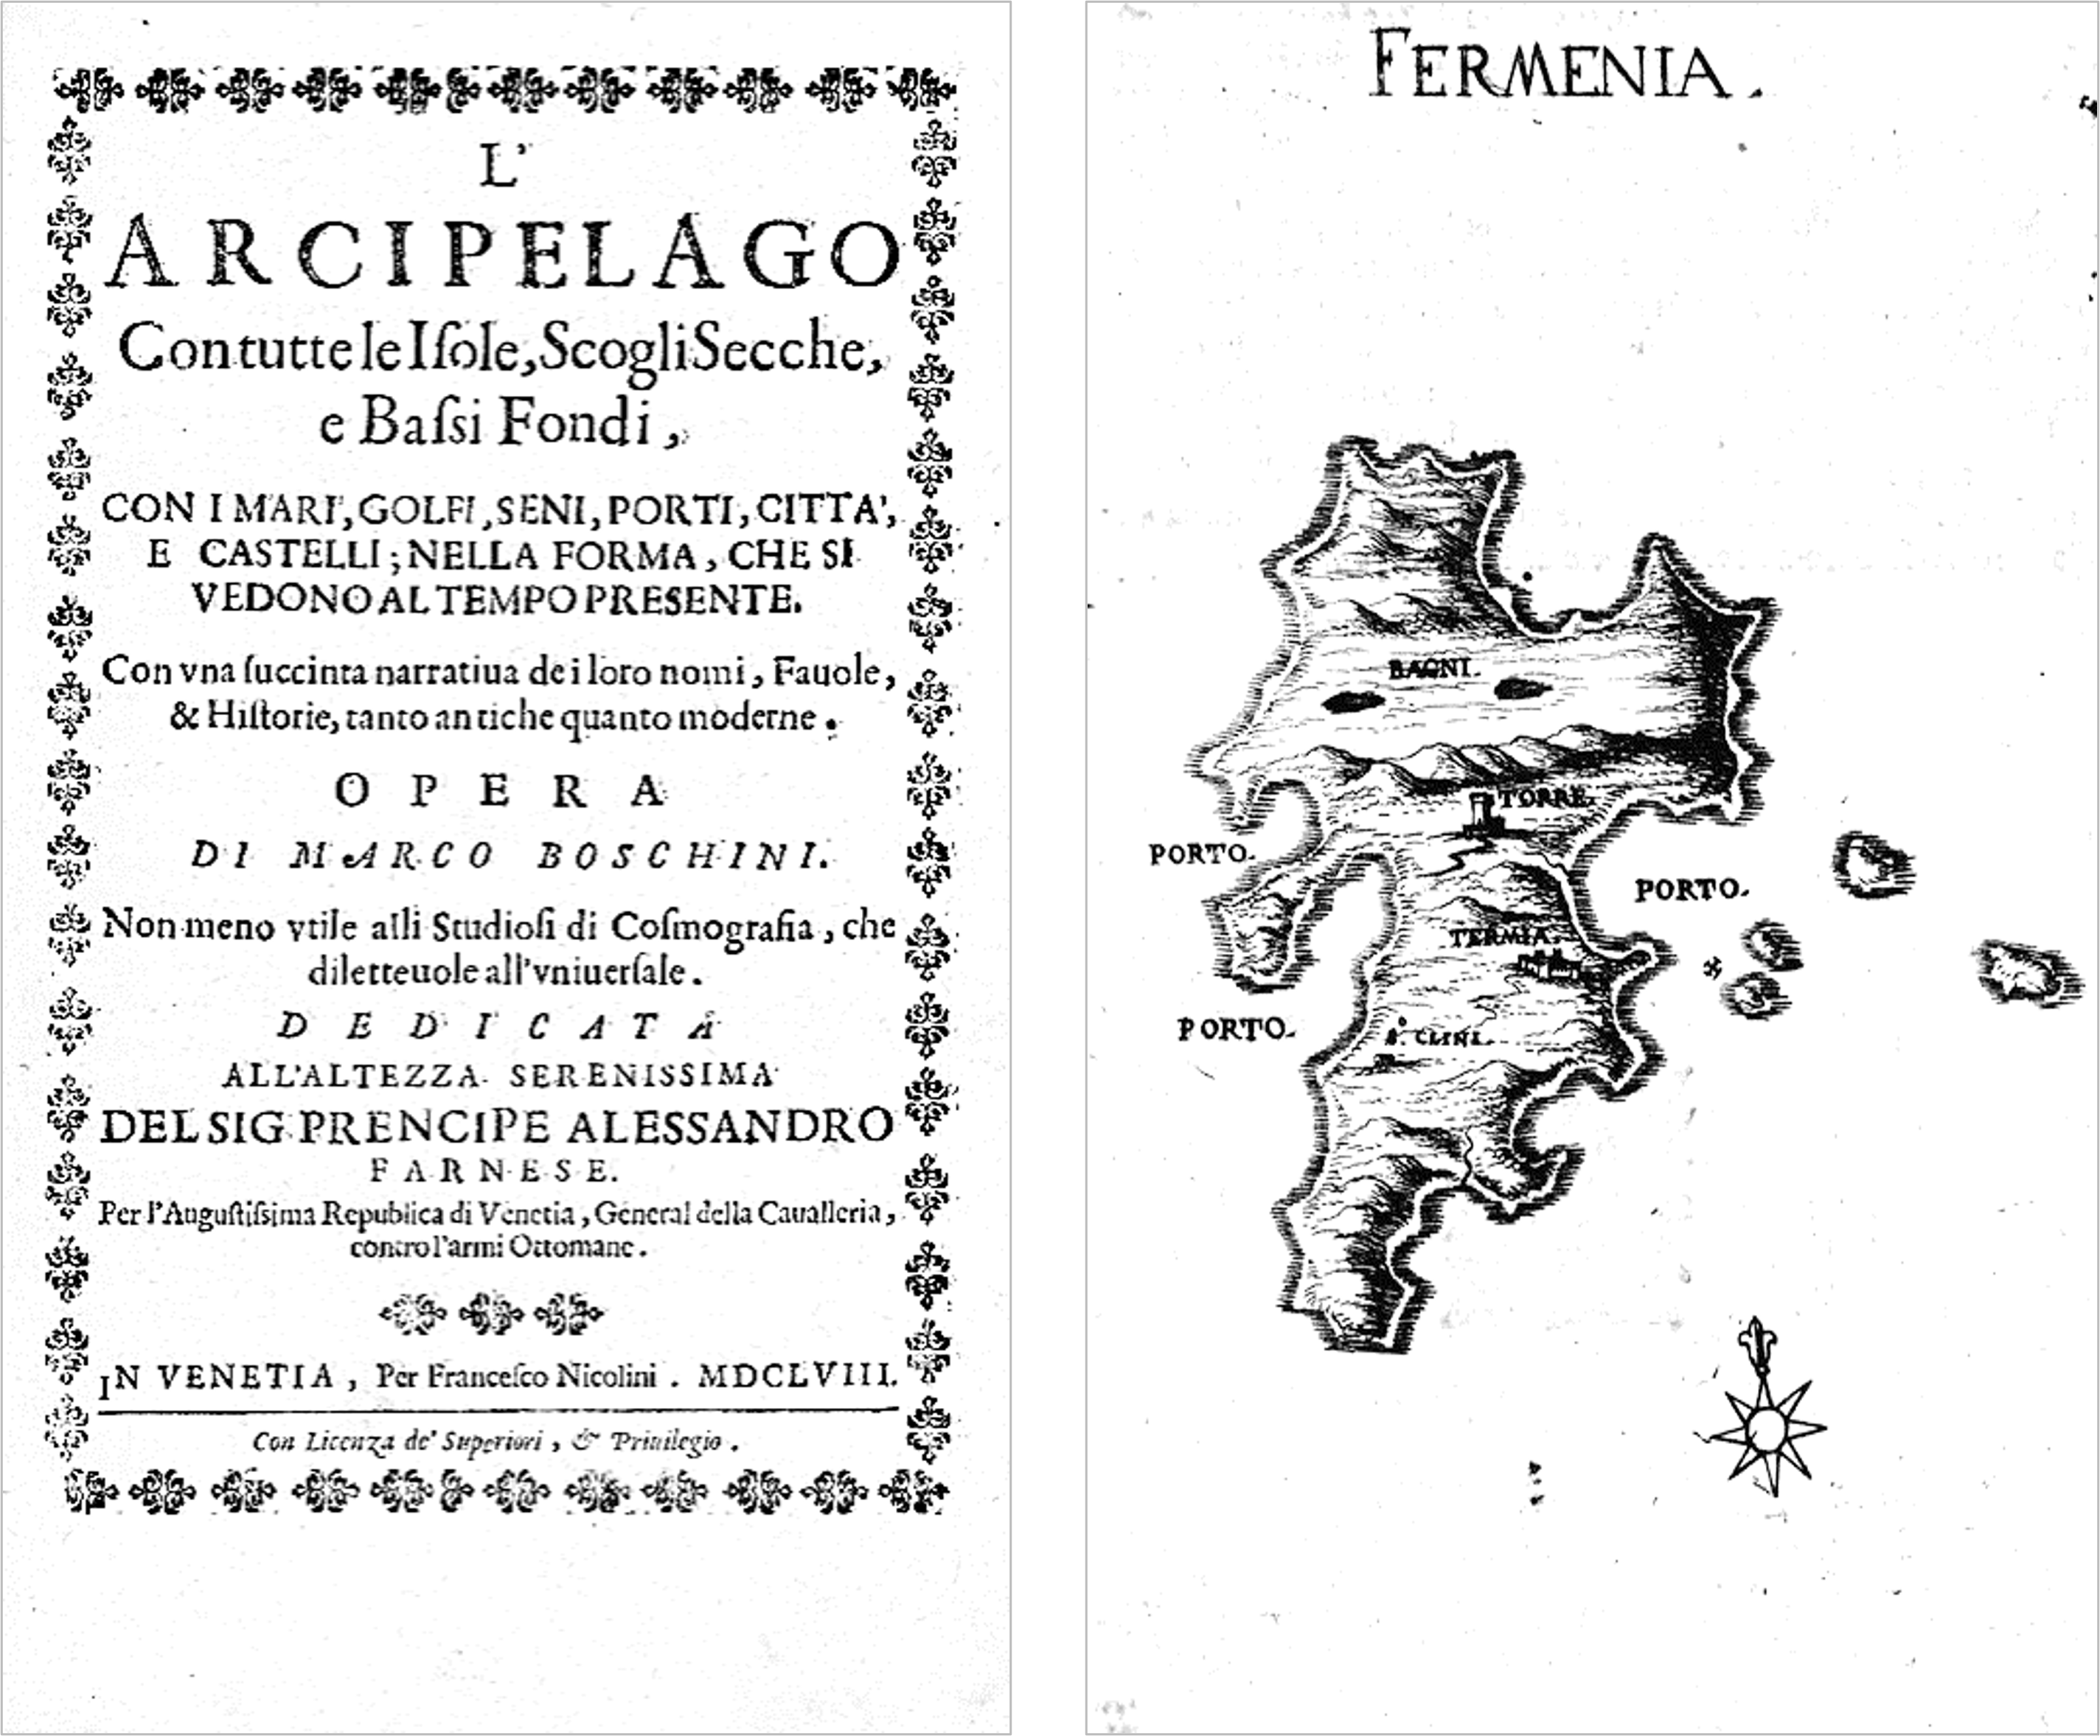 L'
ARCIPELAGO
Con tutte le Iſole, Scogli Secche,
e Baſsi Fondi,
CON I MARI, GOLFI, SENI, PORTI, CITTA',
E CASTELLI; NELLA FORMA, CHE SI
VEDONO AL TEMPO PRESENTE.
Con vna ſuccinta narratiua de i loro nomi, Fauole,
& Hiſtorie, tanto antiche quanto moderne.
OPERA
DI MARCO BOSCHINI.
Non meno vtile alli Studioſi di Coſmografia, che
diletteuole all'vniuerſale.
DEDICATA
ALL'ALTEZZA SERENISSIMA
DEL SIG PRENCIPE ALESSANDRO
FARNESE.
Per l'Auguſtiſsima Republica di Venetia, General della Caualleria,
contro l'armi Ottomane.
IN VENETIA, Per Franceſco Nicolini. MDCLVIII.
Con Licenza de' Superiori, & Priuilegio.
FERMENIA.
BAGNI.
TORRE.
PORTO.
PORTO.
TERMIA.
PORTO.